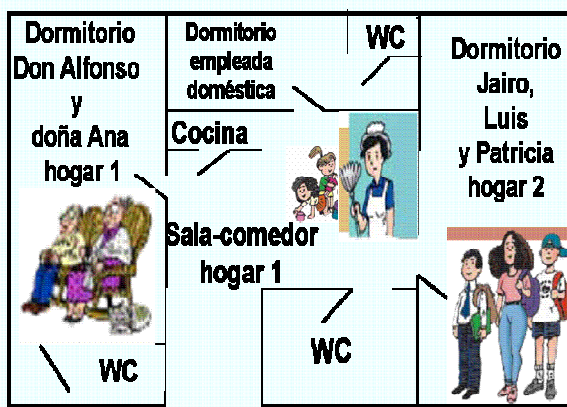 Dormitorio
Don Alfonso
y
doña Ana
hogar 1
WC
Dormitorio
empleada
doméstica
WC
Cocina
Sala-comedor
hogar 1
WC
Dormitorio
Jairo,
Luis
y Patricia
hogar 2